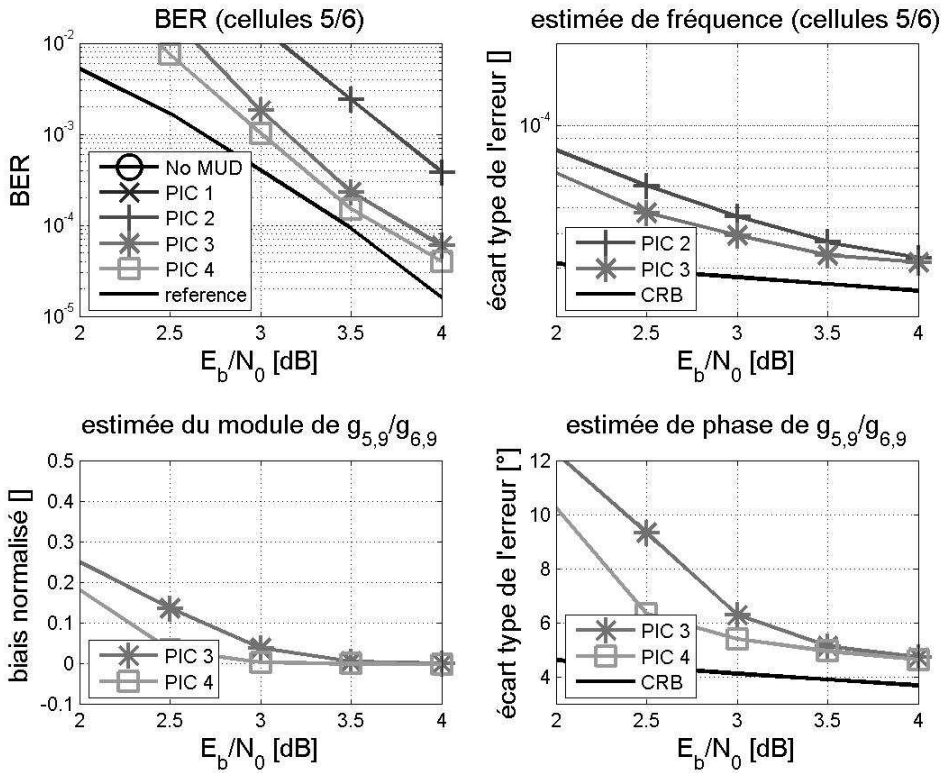 BER (cellules 5/6)
10^-2
10^-3
10^-4
10^-5
BER
No MUD
PIC 1
PIC 2
PIC 3
PIC 4
reference
2 2.5 3 3.5 4
E_b/N_0 [dB]
estimée de fréquence (cellules 5/6)
10^-4
écart type de l'erreur []
PIC 2
PIC 3
CRB
2 2.5 3 3.5 4
E_b/N_0 [dB]
estimée du module de g_5,9/g_6,9
0.5
0.4
0.3
0.2
0.1
0
-0.1
biais normalisé []
PIC 3
PIC 4
2 2.5 3 3.5 4
E_b/N_0 [dB]
estimée de phase de g_5,9/g_6,9
12
10
8
6
4
écart type de l'erreur [°]
PIC 3
PIC 4
CRB
2 2.5 3 3.5 4
E_b/N_0 [dB]